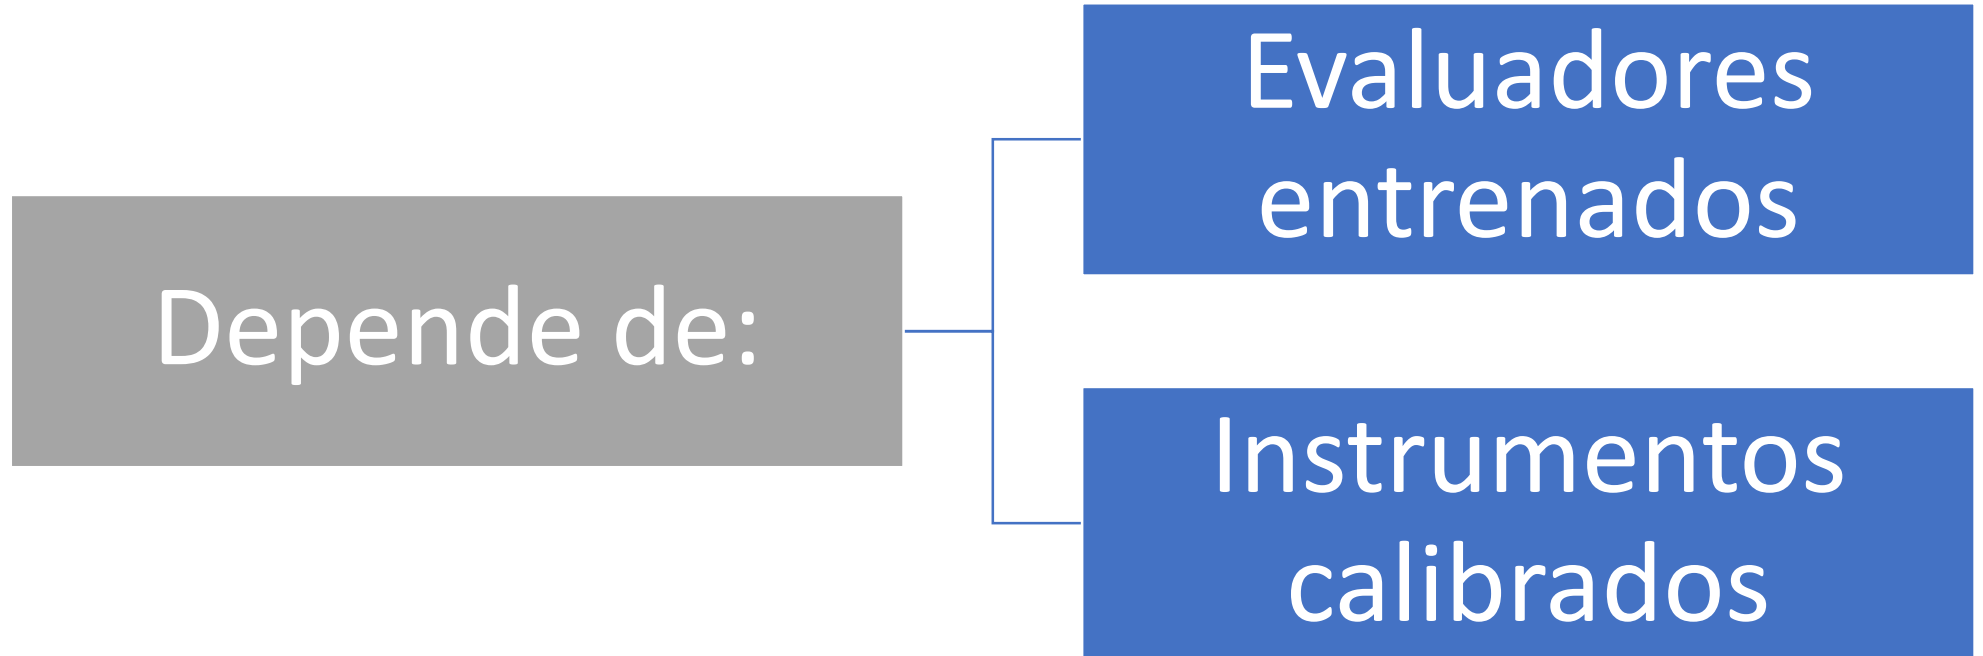 Depende de:
Evaluadores
entrenados
Instrumentos
calibrados